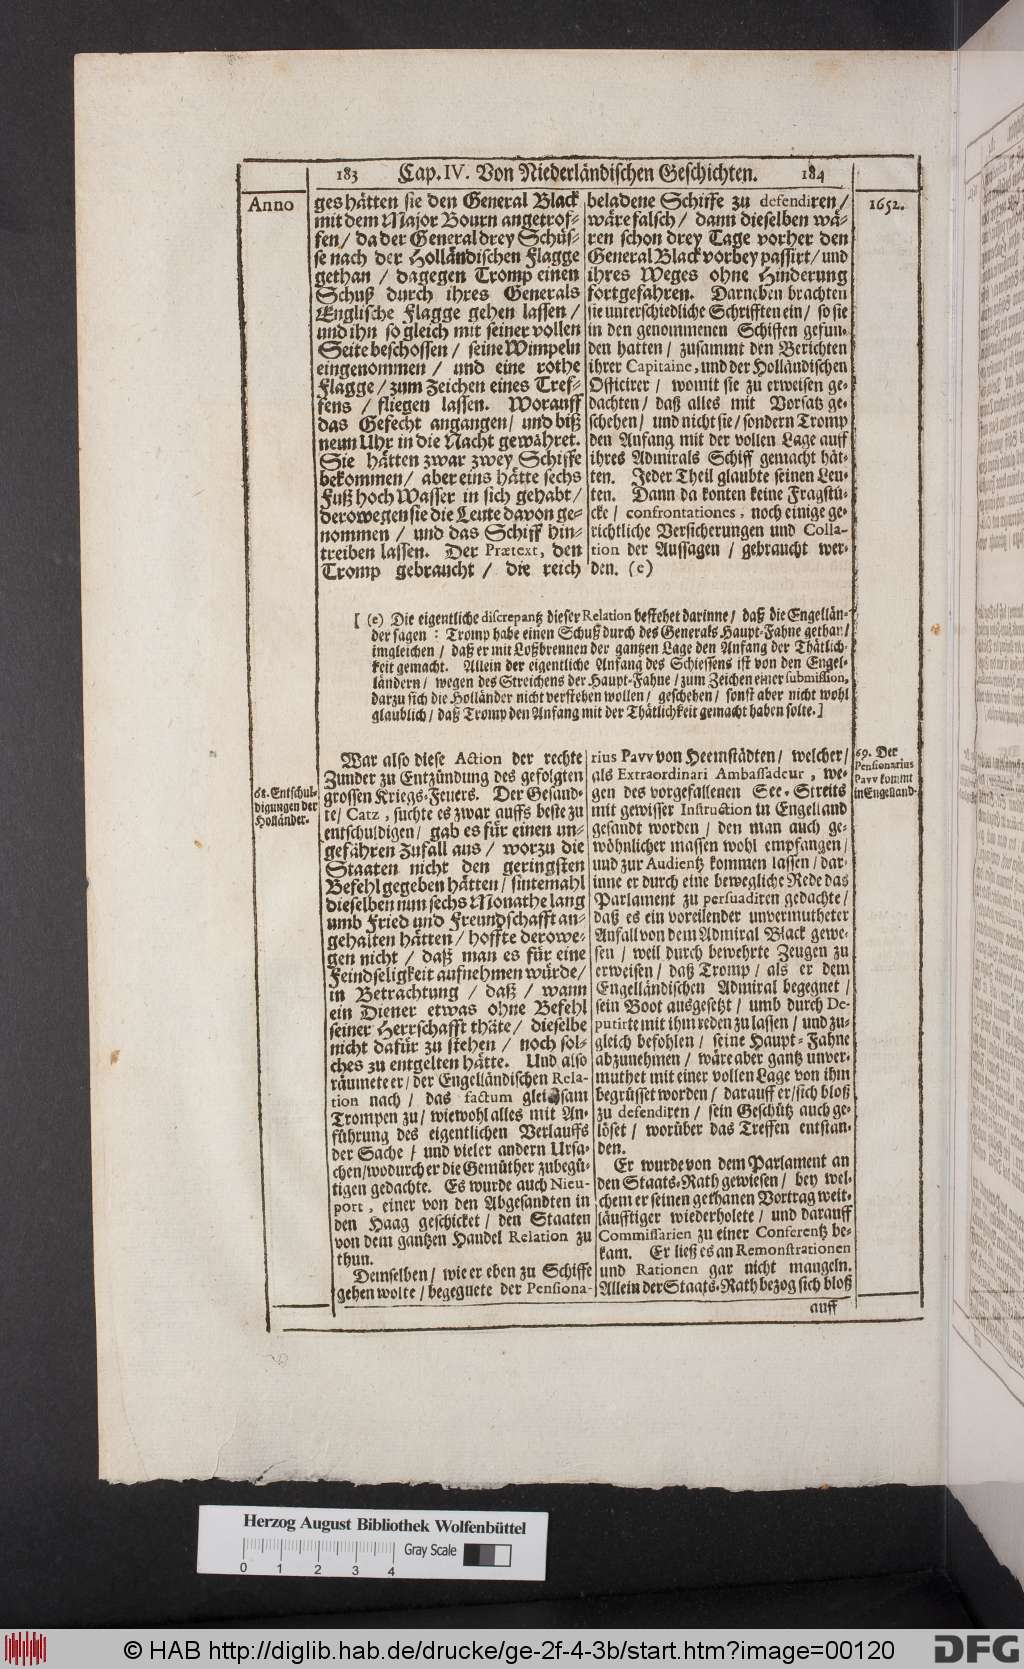 183 Cap. IV. Von Niederländischen Geschichten. 184
Anno
1652.
ges hätten sie den General Black
mit dem Major Bourn angetrof-
fen / da der General drey Schüs-
se nach der Holländischen Flagge
gethan / dagegen Tromp einen
Schuß durch ihres Generals
Englische Flagge gehen lassen /
und ihn so gleich mit seiner vollen
Seite beschossen / seine Wimpeln
eingenommen / und eine rothe
Flagge / zum Zeichen eines Tref-
fens / fliegen lassen. Worauff
das Gefecht angangen / und biß
neun Uhr in die Nacht gewähret.
Sie hätten zwar zwey Schiffe
bekommen / aber eins hätte sechs
Fuß hoch Wasser in sich gehabt /
derowegen sie die Leute davon ge-
nommen / und das Schiff hin-
treiben lassen. Der Prætext, den
Tromp gebraucht / die reich
beladene Schiffe zu defendiren /
wäre falsch / dann dieselben wä-
ren schon drey Tage vorher den
General Black vorbey passirt / und
ihres Weges ohne Hinderung
fortgefahren. Darneben brachten
sie unterschiedliche Schrifften ein / so sie
in den genommenen Schiffen gefun-
den hatten / zusammt den Berichten
ihrer Capitaine, und der Holländischen
Officirer / womit sie zu erweisen ge-
dachten / daß alles mit Vorsatz ge-
schehen / und nicht sie / sondern Tromp
den Anfang mit der vollen Lage auff
ihres Admirals Schiff gemacht hät-
ten. Jeder Theil glaubte seinen Leu-
ten. Dann da konten keine Fragstü-
cke / confrontationes, noch einige ge-
richtliche Versicherungen und Colla-
tion der Aussagen / gebraucht wer-
den. (e)
[ (e) Die eigentliche discrepantz dieser Relation bestehet darinne / daß die Engellän-
der sagen : Tromp habe einen Schuß durch des Generals Haupt-Fahne gethan /
imgleichen / daß er mit Loßbrennen der gantzen Lage den Anfang der Thätlich-
keit gemacht. Allein der eigentliche Anfang des Schiessens ist von den Engel-
ländern / wegen des Streichens der Haupt-Fahne / zum Zeichen einer submission,
darzu sich die Holländer nicht verstehen wollen / geschehen / sonst aber nicht wohl
glaublich / daß Tromp den Anfang mit der Thätlichkeit gemacht haben solte. ]
War also diese Action der rechte
Zunder zu Entzündung des gefolgten
grossen Kriegs-Feuers. Der Gesand-
te / Catz, suchte es zwar auffs beste zu
entschuldigen / gab es für einen un-
gefähren Zufall aus / worzu die
Staaten nicht den geringsten
Befehl gegeben hätten / sintemahl
dieselben nun sechs Monathe lang
umb Fried und Freundschafft an-
gehalten hätten / hoffte derowe-
gen nicht / daß man es für eine
Feindseligkeit aufnehmen würde /
in Betrachtung / daß / wann
ein Diener etwas ohne Befehl
seiner Herrschafft thäte / dieselbe
nicht dafür zu stehen / noch sol-
ches zu entgelten hätte. Und also
räumete er / der Engelländischen Rela-
tion nach / das factum gleichsam
Trompen zu / wiewohl alles mit An-
führung des eigentlichen Verlauffs
der Sache / und vieler andern Ursa-
chen / wodurch er die Gemüther zubegü-
tigen gedachte. Es wurde auch Nieu-
port, einer von den Abgesandten in
den Haag geschicket / den Staaten
von dem gantzen Handel Relation zu
thun.
Demselben / wie er eben zu Schiffe
gehen wolte / begegnete der Pensiona-
68. Entschul-
digungen der
Holländer.
rius Pavv von Heemstädten / welcher /
als Extraordinari Ambassadeur, we-
gen des vorgefallenen See-Streits
mit gewisser Instruction in Engelland
gesandt worden / den man auch ge-
wöhnlicher massen wohl empfangen /
und zur Audientz kommen lassen / dar-
inne er durch eine bewegliche Rede das
Parlament zu persuadiren gedachte /
daß es ein voreilender unvermutheter
Anfall von dem Admiral Black gewe-
sen / weil durch bewehrte Zeugen zu
erweisen / daß Tromp / als er dem
Engelländischen Admiral begegnet /
sein Boot ausgesetzt / umb durch De-
putirte mit ihm reden zu lassen / und zu-
gleich befohlen / seine Haupt-Fahne
abzunehmen / wäre aber gantz unver-
muthet mit einer vollen Lage von ihm
begrüsset worden / darauff er / sich bloß
zu defendiren / sein Geschütz auch ge-
löset / worüber das Treffen entstan-
den.
Er wurde von dem Parlament an
den Staats-Rath gewiesen / bey wel-
chem er seinen gethanen Vortrag weit-
läufftiger wiederholete / und darauff
Commissarien zu einer Conferentz be-
kam. Er ließ es an Remonstrationen
und Rationen gar nicht mangeln.
Allein der Staats-Rath bezog sich bloß
auff
69. Der
Pensionarius
Pavv kommt
in Engelland.
Herzog August Bibliothek Wolfenbüttel
Gray Scale
0 1 2 3 4
© HAB http://diglib.hab.de/drucke/ge-2f-4-3b/start.htm?image=00120
DFG